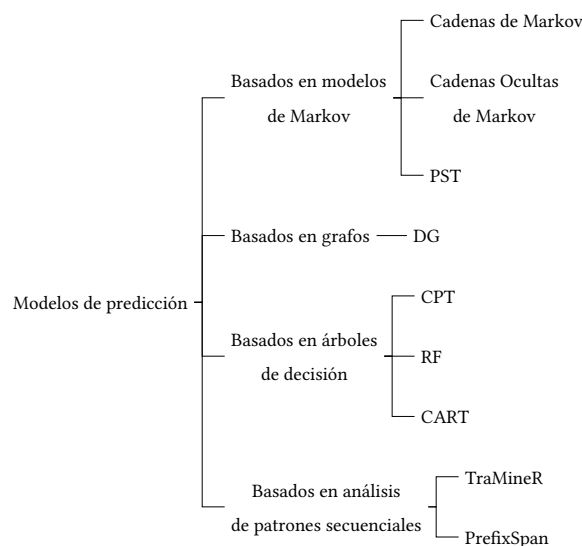 Modelos de predicción
Basados en modelos
de Markov
Cadenas de Markov
Cadenas Ocultas
de Markov
PST
Basados en grafos
DG
Basados en árboles
de decisión
CPT
RF
CART
Basados en análisis
de patrones secuenciales
TraMineR
PrefixSpan